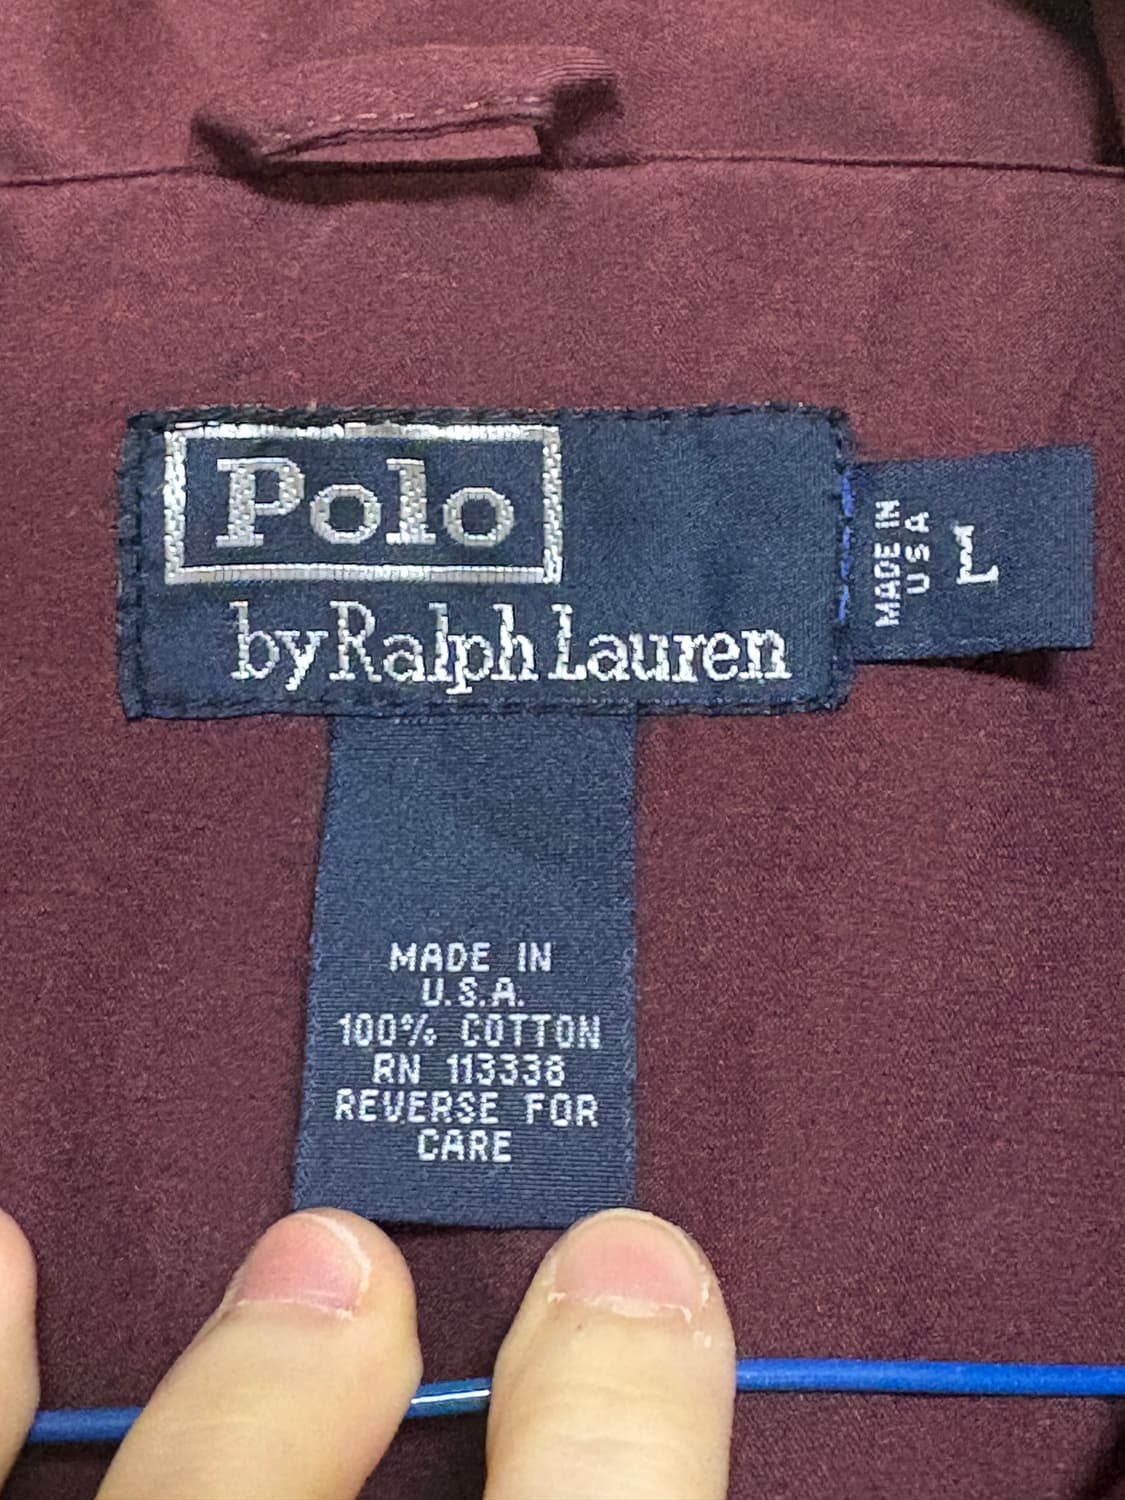 Polo
by Ralph Lauren
MADE IN
USA
L
MADE IN
U.S.A.
100% COTTON
RN 113338
REVERSE FOR
CARE